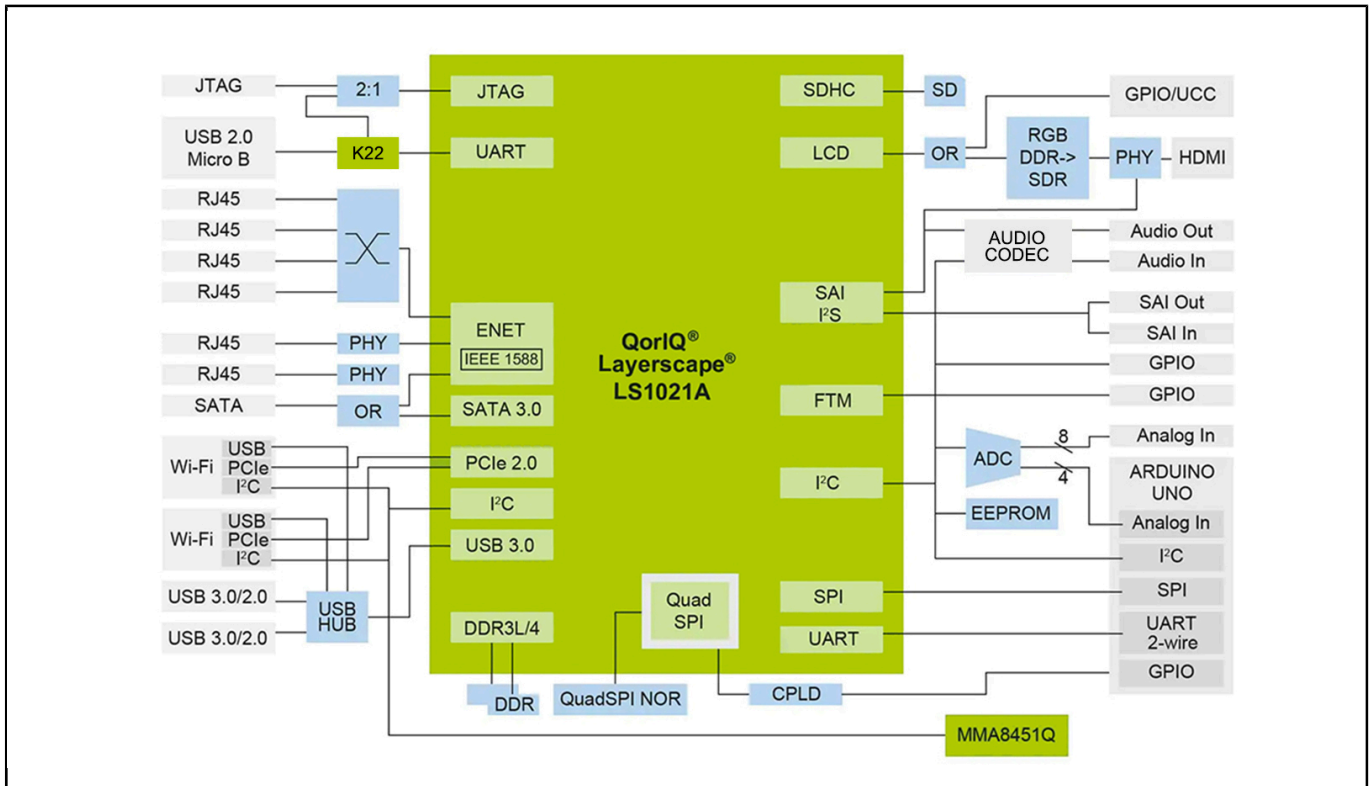 JTAG
2:1
JTAG
USB 2.0
Micro B
K22
UART
RJ45
RJ45
RJ45
RJ45
ENET
IEEE 1588
RJ45
PHY
RJ45
PHY
SATA
OR
SATA 3.0
Wi-Fi
USB
PCIe
I²C
PCIe 2.0
I²C
Wi-Fi
USB
PCIe
I²C
USB 3.0
USB 3.0/2.0
USB 3.0/2.0
USB
HUB
DDR3L/4
DDR
QorIQ®
Layerscape®
LS1021A
Quad
SPI
QuadSPI NOR
CPLD
SDHC
SD
LCD
OR
GPIO/UCC
RGB
DDR->
SDR
PHY
HDMI
AUDIO
CODEC
Audio Out
Audio In
SAI
I²S
SAI Out
SAI In
GPIO
FTM
GPIO
I²C
ADC
8
4
Analog In
EEPROM
ARDUINO
UNO
Analog In
I²C
SPI
SPI
UART
UART
2-wire
GPIO
MMA8451Q